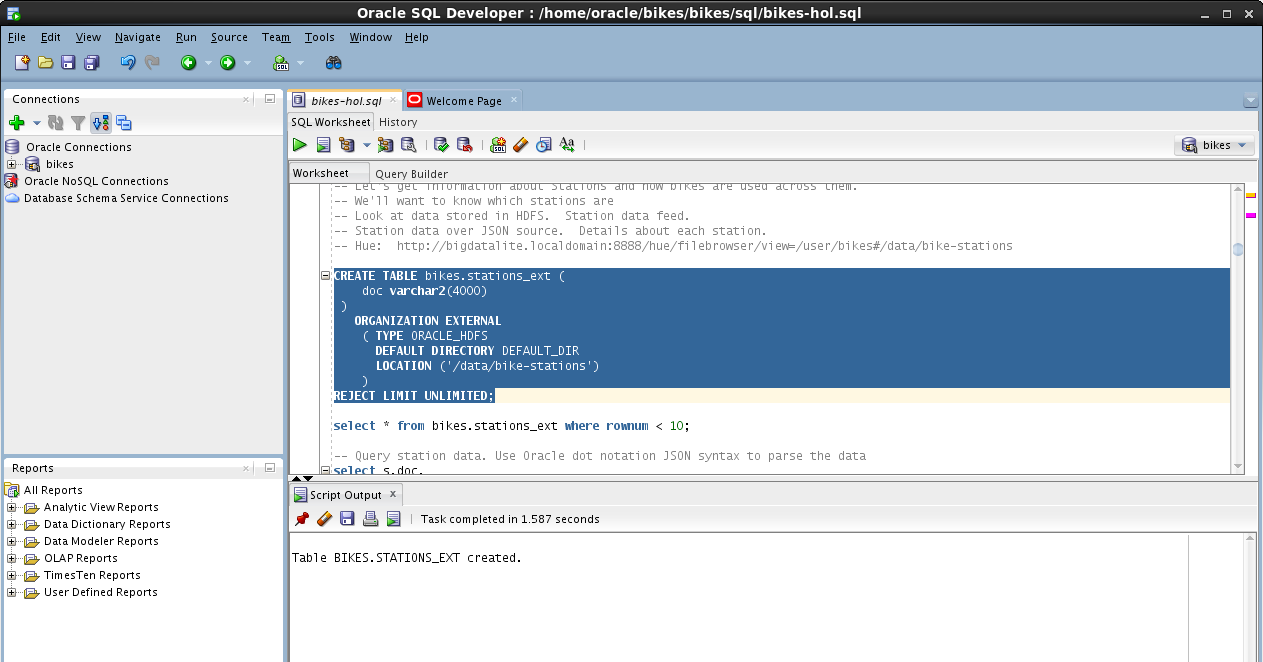 Oracle SQL Developer : /home/oracle/bikes/bikes/sql/bikes-hol.sql
File Edit View Navigate Run Source Team Tools Window Help
Connections
Oracle Connections
bikes
Oracle NoSQL Connections
Database Schema Service Connections
Reports
All Reports
Analytic View Reports
Data Dictionary Reports
Data Modeler Reports
OLAP Reports
TimesTen Reports
User Defined Reports
bikes-hol.sql Welcome Page
SQL Worksheet History
bikes
Worksheet Query Builder
-- Let's get information about Stations and how bikes are used across them.
-- We'll want to know which stations are
-- Look at data stored in HDFS.  Station data feed.
-- Station data over JSON source.  Details about each station.
-- Hue:  http://bigdatalite.localdomain:8888/hue/filebrowser/view=/user/bikes#/data/bike-stations
CREATE TABLE bikes.stations_ext (
doc varchar2(4000)
)
ORGANIZATION EXTERNAL
( TYPE ORACLE_HDFS
DEFAULT DIRECTORY DEFAULT_DIR
LOCATION ('/data/bike-stations')
)
REJECT LIMIT UNLIMITED;
select * from bikes.stations_ext where rownum < 10;
-- Query station data. Use Oracle dot notation JSON syntax to parse the data
select s.doc.
Script Output x
Task completed in 1.587 seconds
Table BIKES.STATIONS_EXT created.